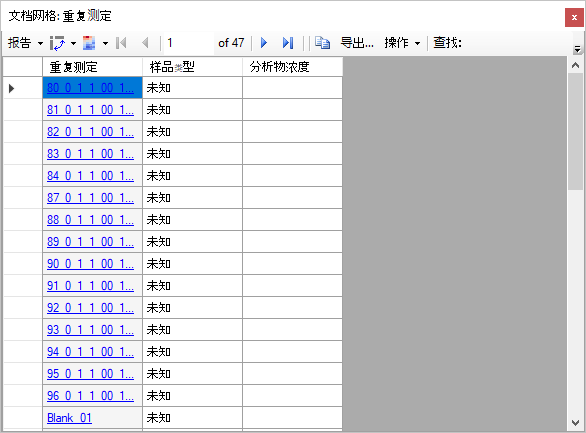 文档网格: 重复测定
报告 1 of 47 导出... 操作 查找:
重复测定 样品类型 分析物浓度
80_0_1_1_00_1... 未知
81_0_1_1_00_1... 未知
82_0_1_1_00_1... 未知
83_0_1_1_00_1... 未知
84_0_1_1_00_1... 未知
87_0_1_1_00_1... 未知
88_0_1_1_00_1... 未知
89_0_1_1_00_1... 未知
90_0_1_1_00_1... 未知
91_0_1_1_00_1... 未知
92_0_1_1_00_1... 未知
93_0_1_1_00_1... 未知
94_0_1_1_00_1... 未知
95_0_1_1_00_1... 未知
96_0_1_1_00_1... 未知
Blank_01 未知